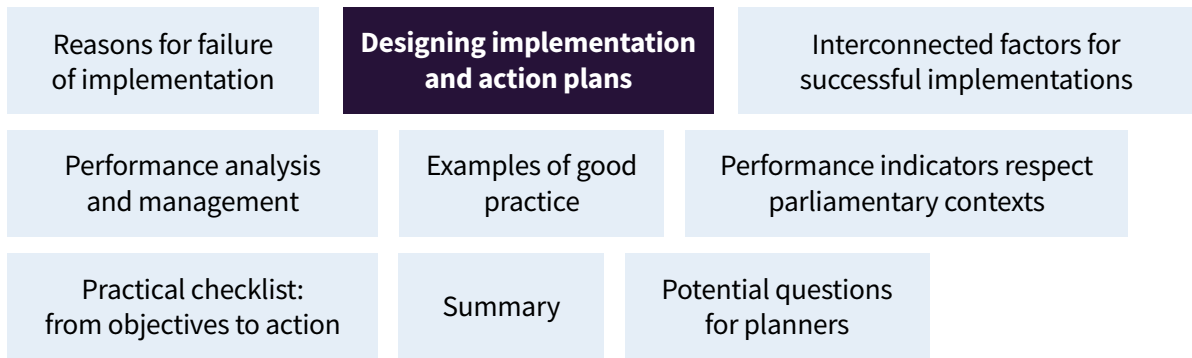 Reasons for failure
of implementation
Designing implementation
and action plans
Interconnected factors for
successful implementations
Performance analysis
and management
Examples of good
practice
Performance indicators respect
parliamentary contexts
Practical checklist:
from objectives to action
Summary
Potential questions
for planners